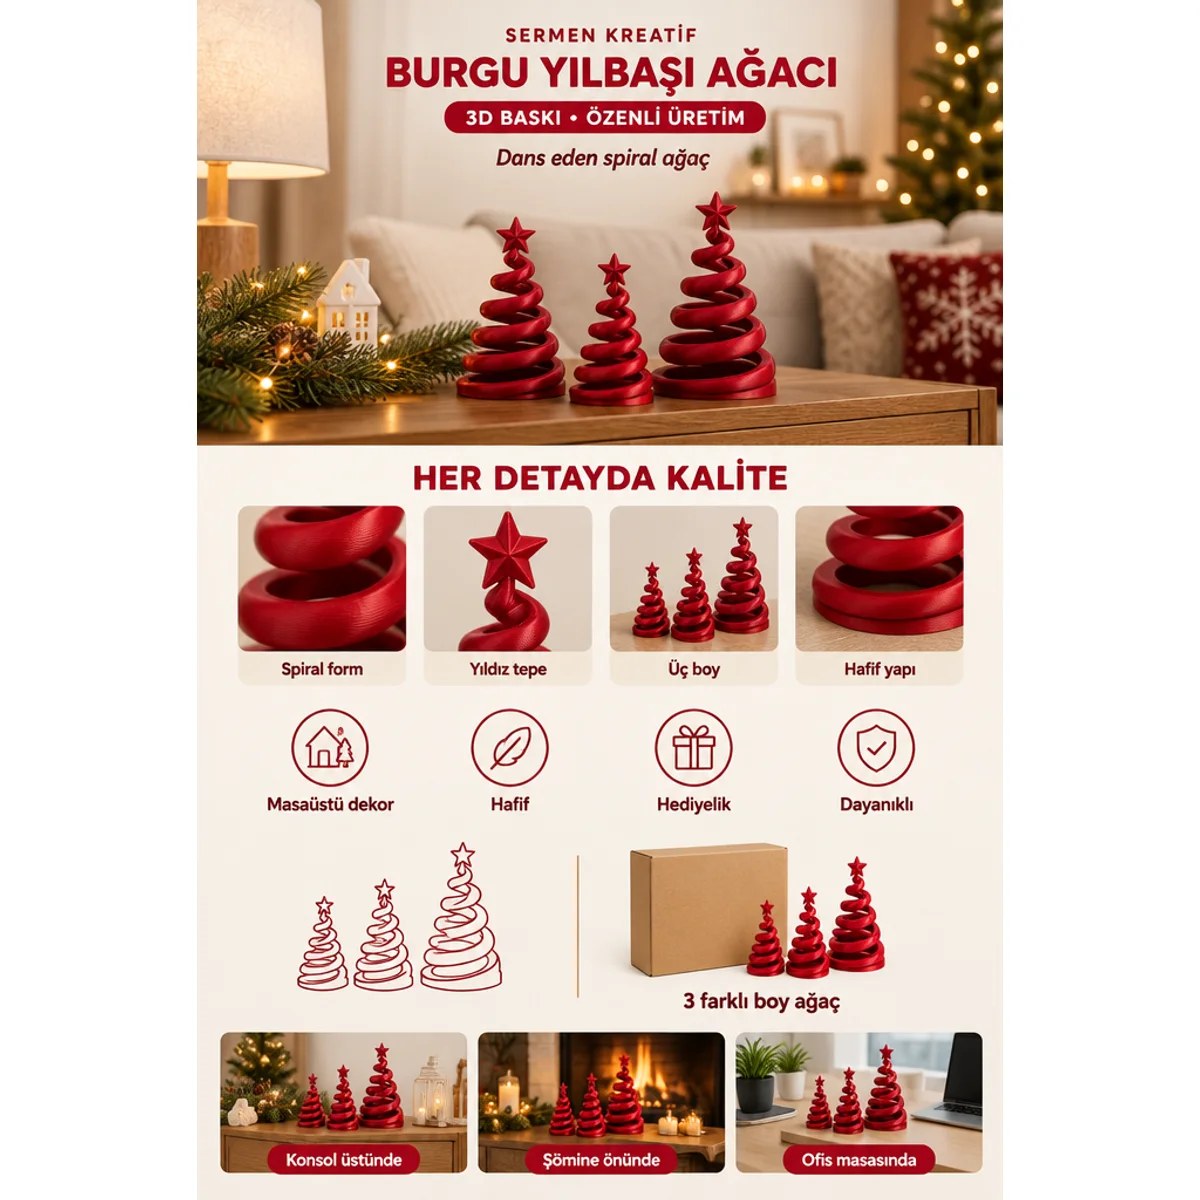 SERMEN KREATİF
BURGU YILBAŞI AĞACI
3D BASKI • ÖZENLİ ÜRETİM
Dans eden spiral ağaç
HER DETAYDA KALİTE
Spiral form
Yıldız tepe
Üç boy
Hafif yapı
Masaüstü dekor
Hafif
Hediyelik
Dayanıklı
3 farklı boy ağaç
Konsol üstünde
Şömine önünde
Ofis masasında